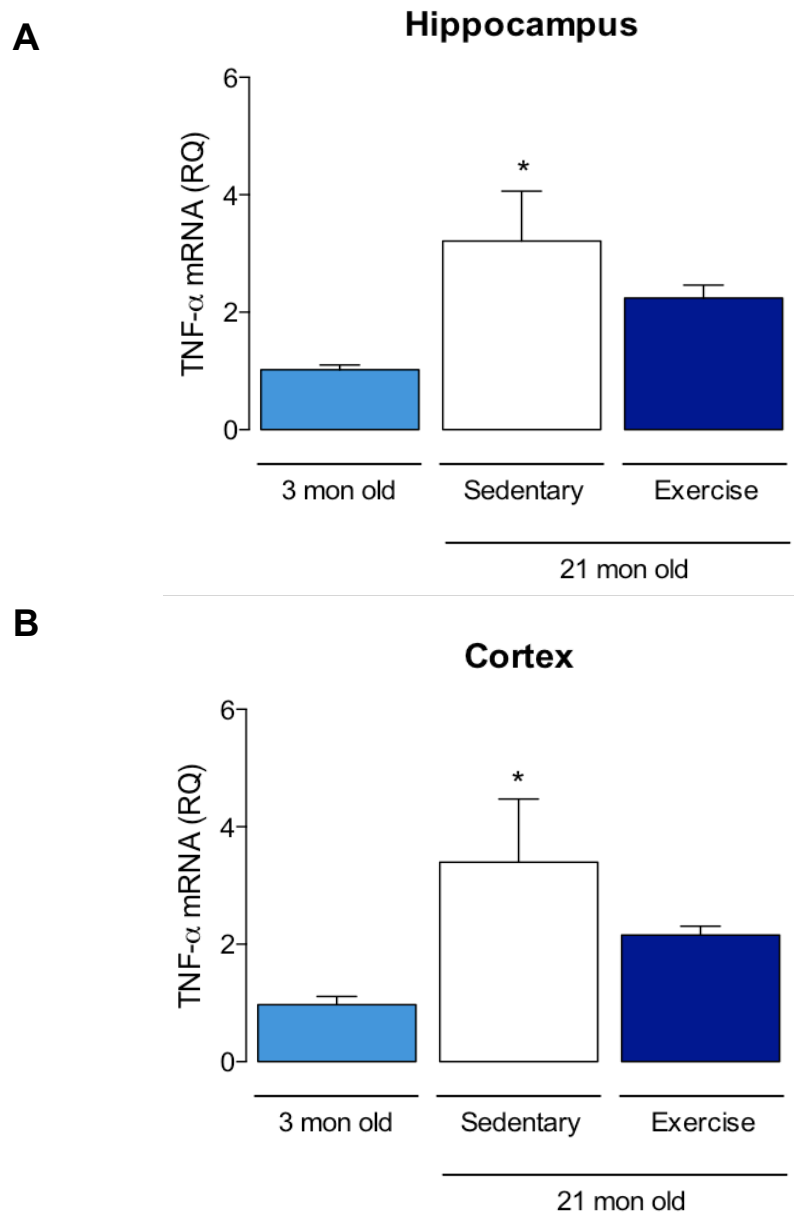 A
Hippocampus
TNF-α mRNA (RQ)
6
4
2
0
*
3 mon old
Sedentary
Exercise
21 mon old
B
Cortex
TNF-α mRNA (RQ)
6
4
2
0
*
3 mon old
Sedentary
Exercise
21 mon old